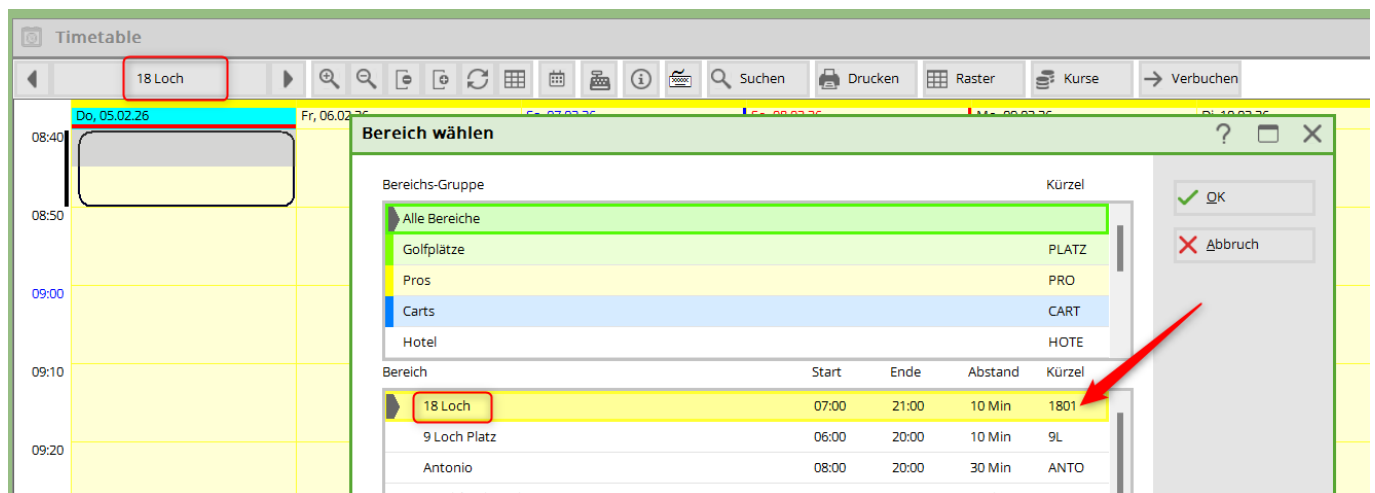 Timetable
18 Loch Suchen Drucken Raster Kurse Verbuchen
Do, 05.02.26 Fr, 06.02
Bereich wählen ?
08:40
08:50
09:00
09:10
09:20
Bereichs-Gruppe Kürzel
Alle Bereiche
Golfplätze PLATZ
Pros PRO
Carts CART
Hotel HOTE
Bereich Start Ende Abstand Kürzel
18 Loch 07:00 21:00 10 Min 1801
9 Loch Platz 06:00 20:00 10 Min 9L
Antonio 08:00 20:00 30 Min ANTO
OK
Abbruch